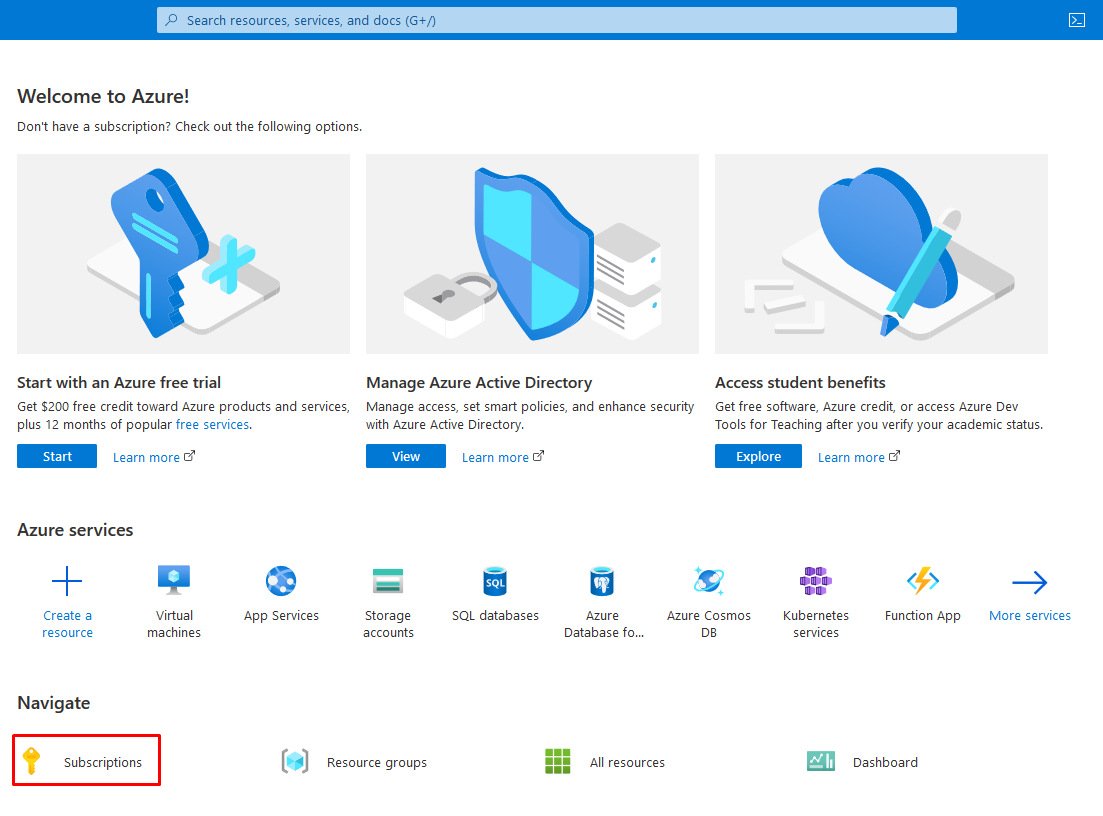 Search resources, services, and docs (G+/)
Welcome to Azure!
Don't have a subscription? Check out the following options.
Start with an Azure free trial
Get $200 free credit toward Azure products and services,
plus 12 months of popular free services.
Start
Learn more
Manage Azure Active Directory
Manage access, set smart policies, and enhance security
with Azure Active Directory.
View
Learn more
Access student benefits
Get free software, Azure credit, or access Azure Dev
Tools for Teaching after you verify your academic status.
Explore
Learn more
Azure services
Create a
resource
Virtual
machines
App Services
Storage
accounts
SQL
SQL databases
Azure
Database fo...
Azure Cosmos
DB
Kubernetes
services
Function App
More services
Navigate
Subscriptions
Resource groups
All resources
Dashboard